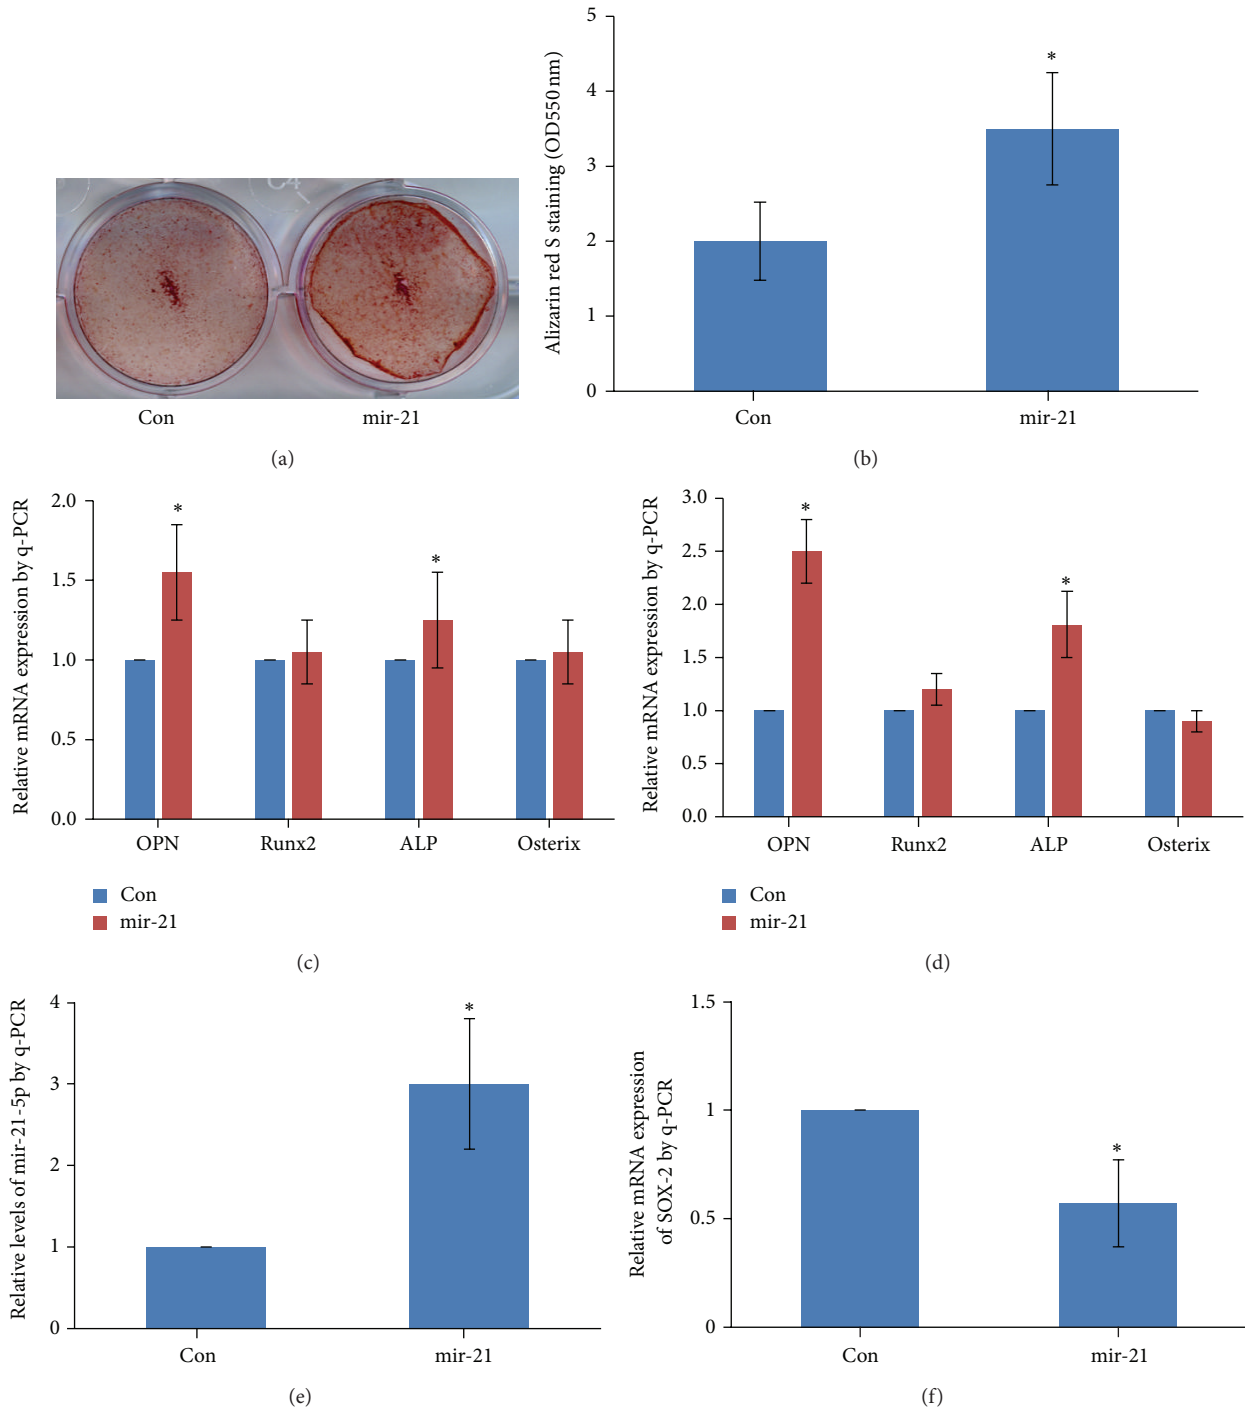 C4
Con
mir-21
(a)
Alizarin red S staining (OD550 nm)
5
4
3
2
1
0
*
Con
mir-21
(b)
Relative mRNA expression by q-PCR
2.0
1.5
1.0
0.5
0.0
*
*
OPN
Runx2
ALP
Osterix
Con
mir-21
(c)
Relative mRNA expression by q-PCR
3.0
2.5
2.0
1.5
1.0
0.5
0.0
*
*
OPN
Runx2
ALP
Osterix
Con
mir-21
(d)
Relative levels of mir-21-5p by q-PCR
4
3
2
1
0
*
Con
mir-21
(e)
Relative mRNA expression
of SOX-2 by q-PCR
1.5
1
0.5
0
*
Con
mir-21
(f)